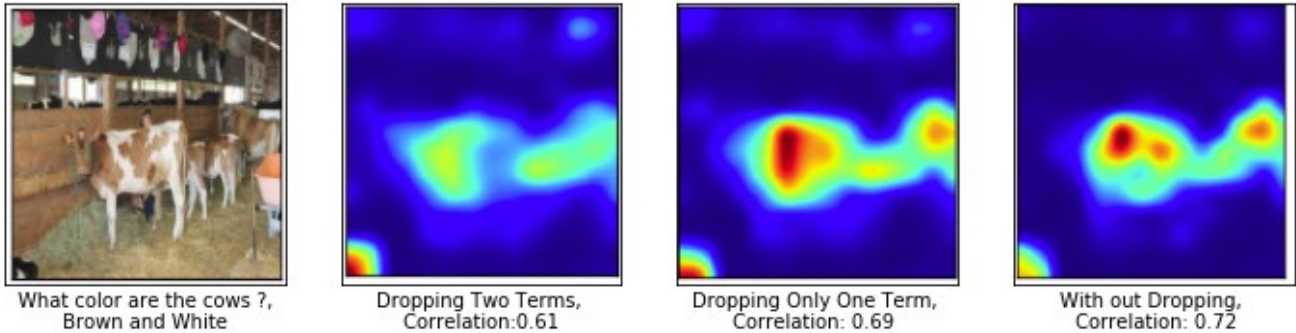 What color are the cows ?,
Brown and White
Dropping Two Terms,
Correlation:0.61
Dropping Only One Term,
Correlation: 0.69
With out Dropping,
Correlation: 0.72